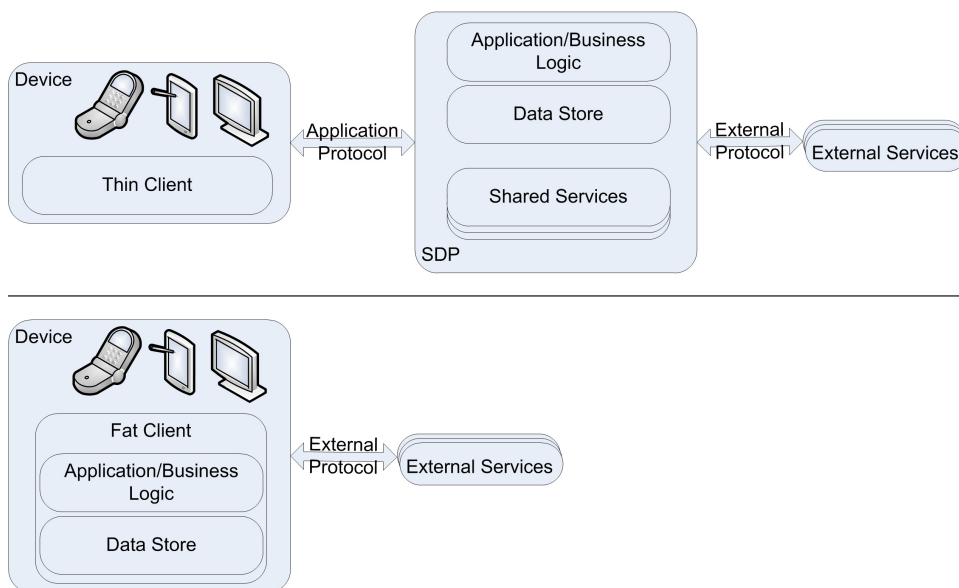 Device
Thin Client
Application
Protocol
Application/Business
Logic
Data Store
Shared Services
SDP
External
Protocol
External Services
Device
Fat Client
Application/Business
Logic
Data Store
External
Protocol
External Services